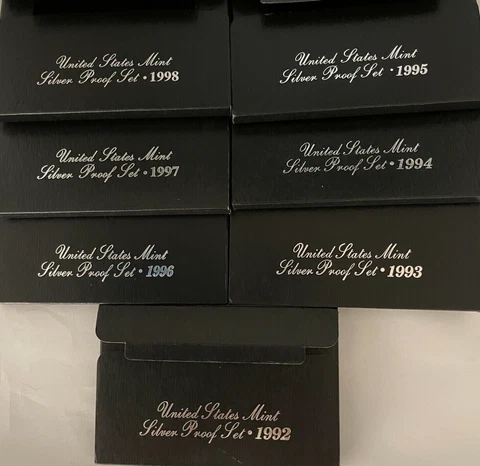 United States Mint
Silver Proof Set • 1998
United States Mint
Silver Proof Set • 1995
United States Mint
Silver Proof Set • 1997
United States Mint
Silver Proof Set • 1994
United States Mint
Silver Proof Set • 1996
United States Mint
Silver Proof Set • 1993
United States Mint
Silver Proof Set • 1992